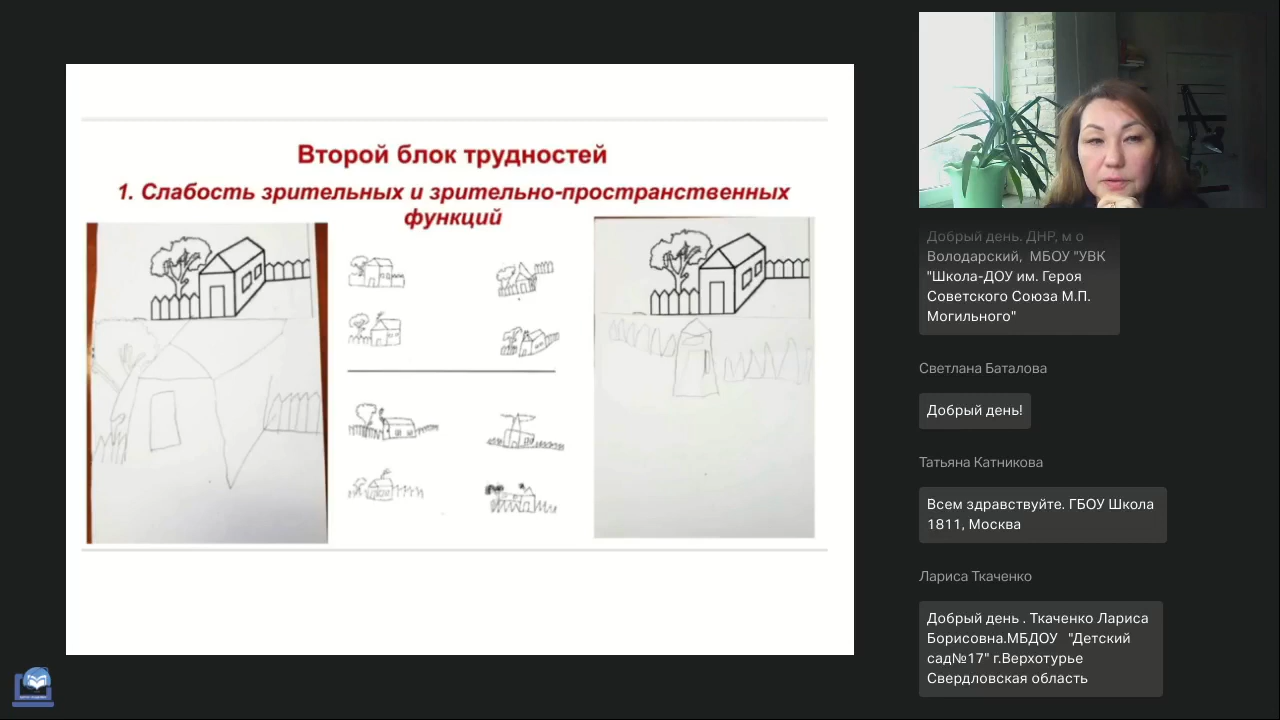 Второй блок трудностей
1. Слабость зрительных и зрительно-пространственных
функций
Добрый день. ДНР, м о
Володарский, МБОУ "УВК
"Школа-ДОУ им. Героя
Советского Союза М.П.
Могильного"
Светлана Баталова
Добрый день!
Татьяна Катникова
Всем здравствуйте. ГБОУ Школа
1811, Москва
Лариса Ткаченко
Добрый день . Ткаченко Лариса
Борисовна.МБДОУ "Детский
сад№17" г.Верхотурье
Свердловская область